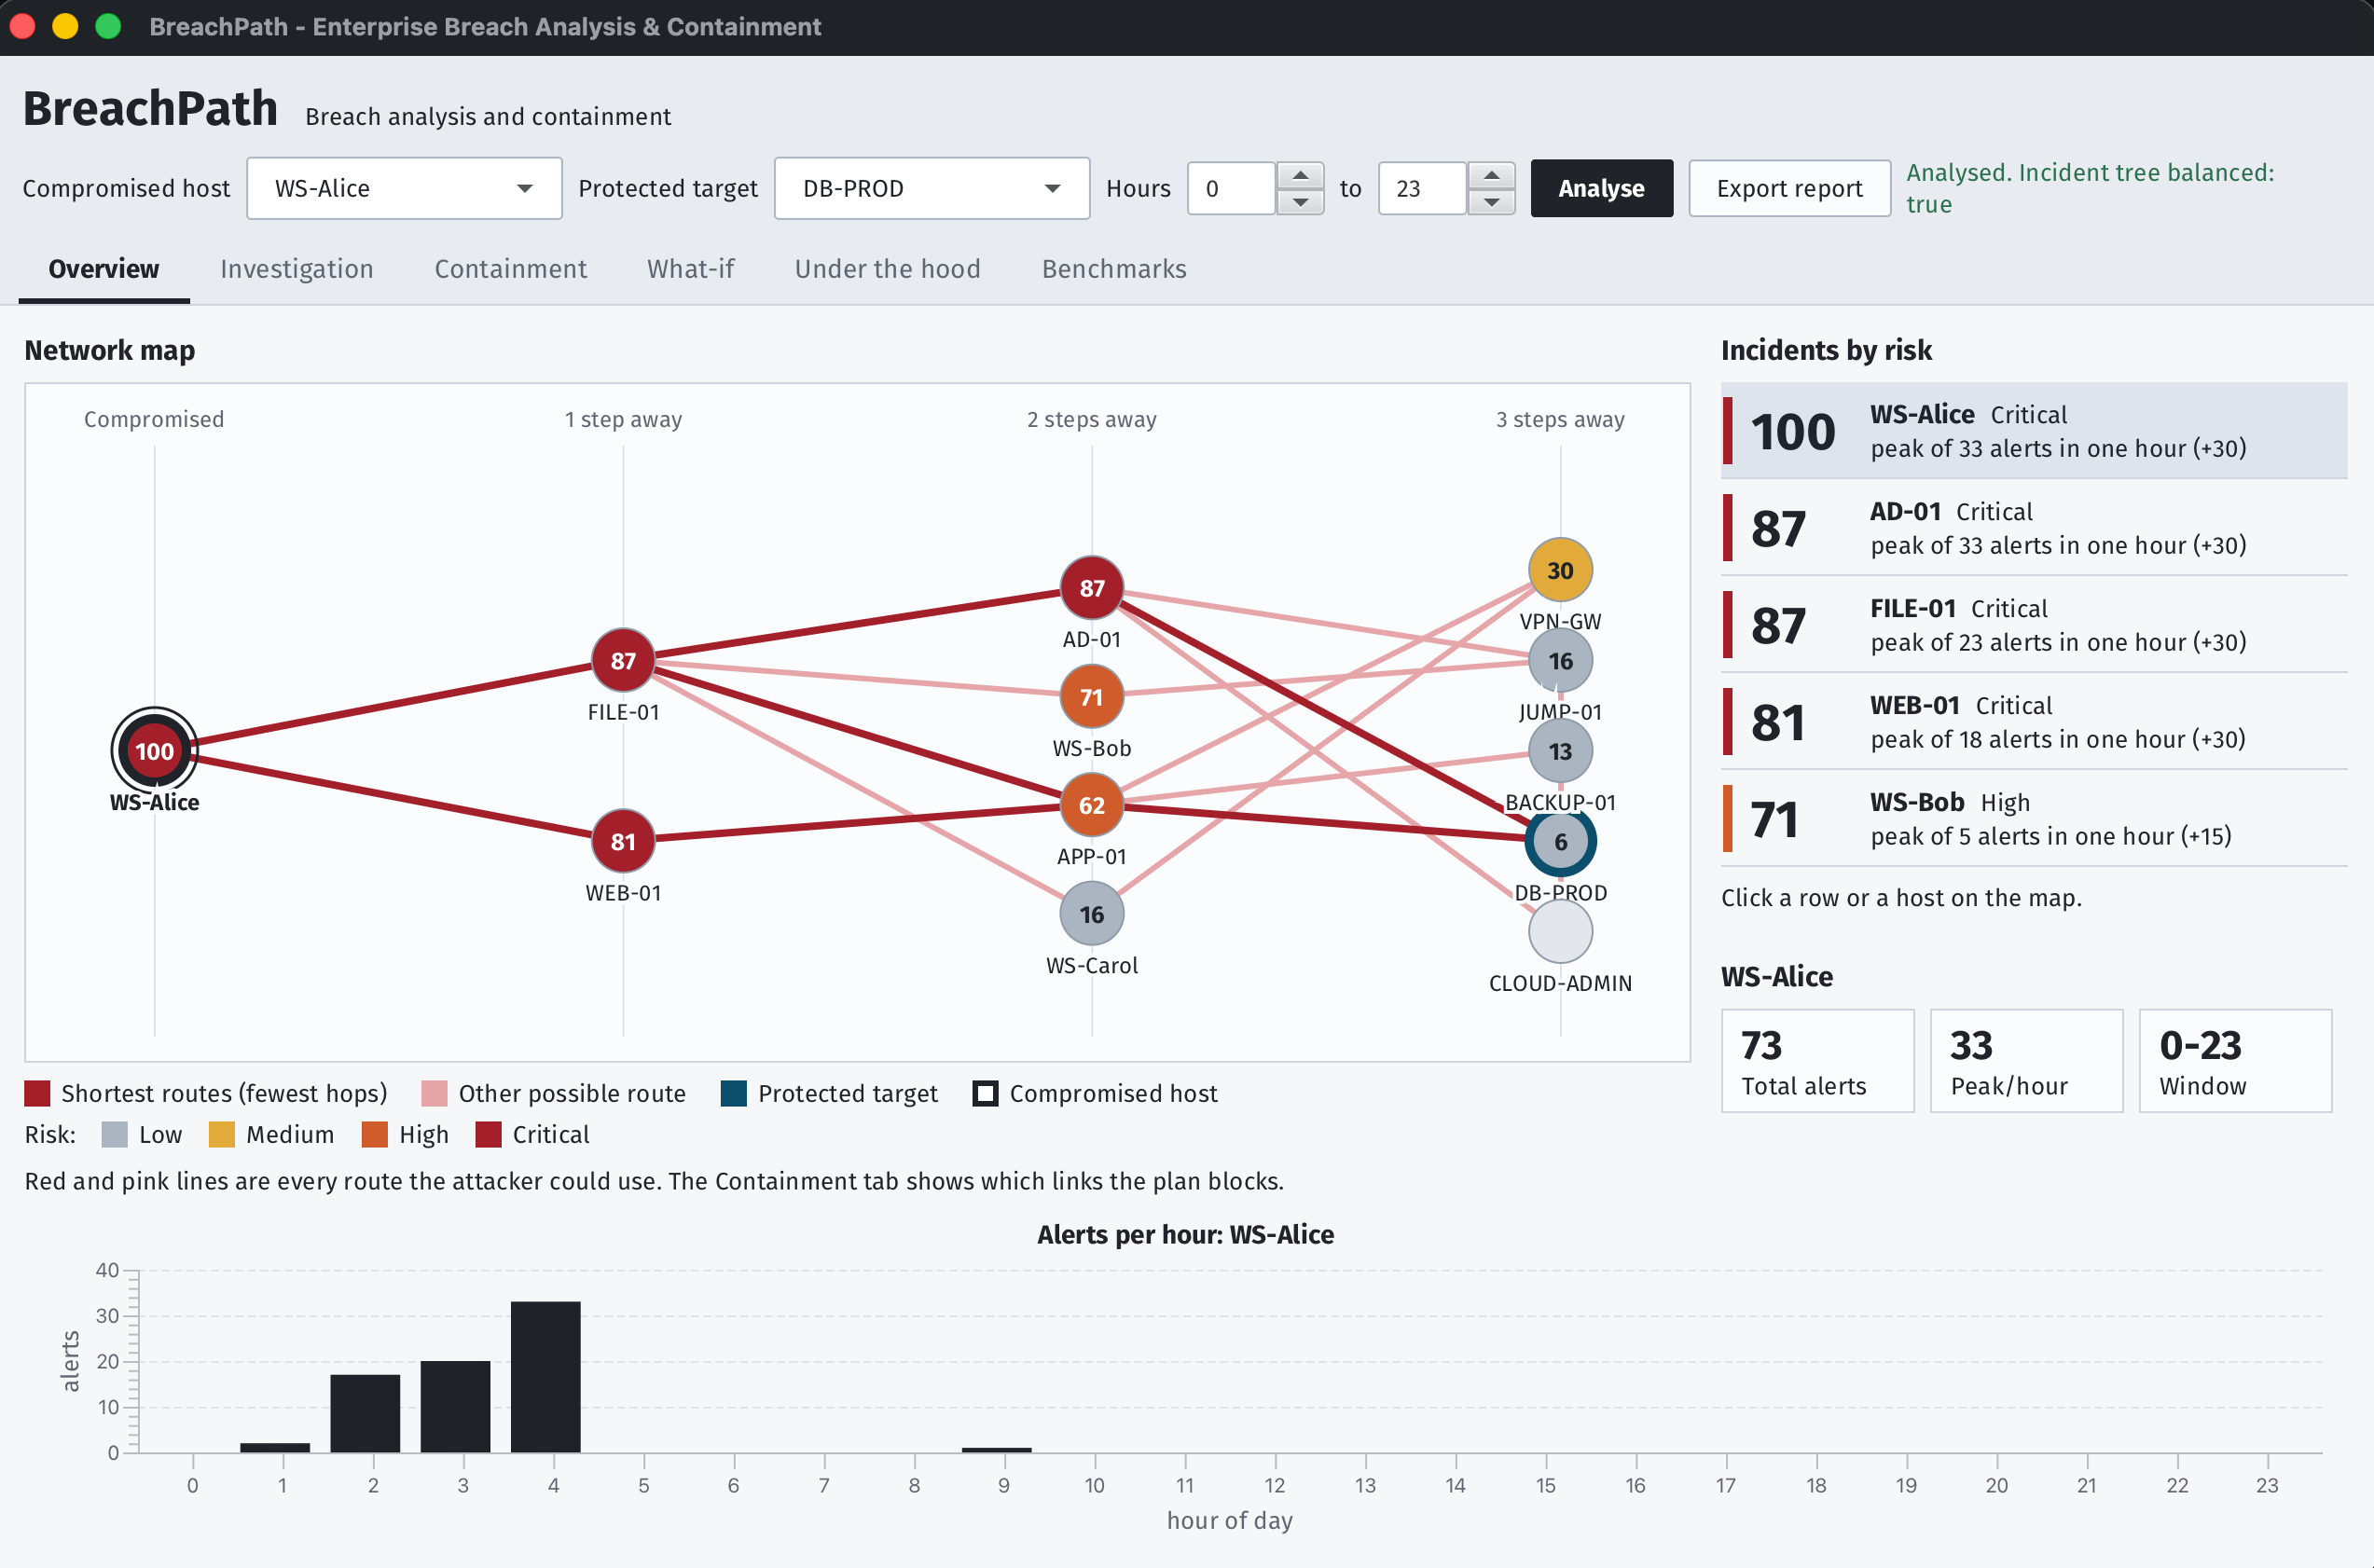 BreachPath - Enterprise Breach Analysis & Containment
BreachPath Breach analysis and containment
Compromised host WS-Alice Protected target DB-PROD Hours 0 to 23 Analyse Export report Analysed. Incident tree balanced:
true
Overview Investigation Containment What-if Under the hood Benchmarks
Network map
Compromised 1 step away 2 steps away 3 steps away
100
WS-Alice
87
FILE-01
81
WEB-01
87
AD-01
71
WS-Bob
62
APP-01
16
WS-Carol
30
VPN-GW
16
JUMP-01
13
BACKUP-01
6
DB-PROD
CLOUD-ADMIN
Shortest routes (fewest hops) Other possible route Protected target Compromised host
Risk: Low Medium High Critical
Red and pink lines are every route the attacker could use. The Containment tab shows which links the plan blocks.
Incidents by risk
100 WS-Alice Critical
peak of 33 alerts in one hour (+30)
87 AD-01 Critical
peak of 33 alerts in one hour (+30)
87 FILE-01 Critical
peak of 23 alerts in one hour (+30)
81 WEB-01 Critical
peak of 18 alerts in one hour (+30)
71 WS-Bob High
peak of 5 alerts in one hour (+15)
Click a row or a host on the map.
WS-Alice
73 33 0-23
Total alerts Peak/hour Window
Alerts per hour: WS-Alice
40
30
20
10
0
alerts
0 1 2 3 4 5 6 7 8 9 10 11 12 13 14 15 16 17 18 19 20 21 22 23
hour of day